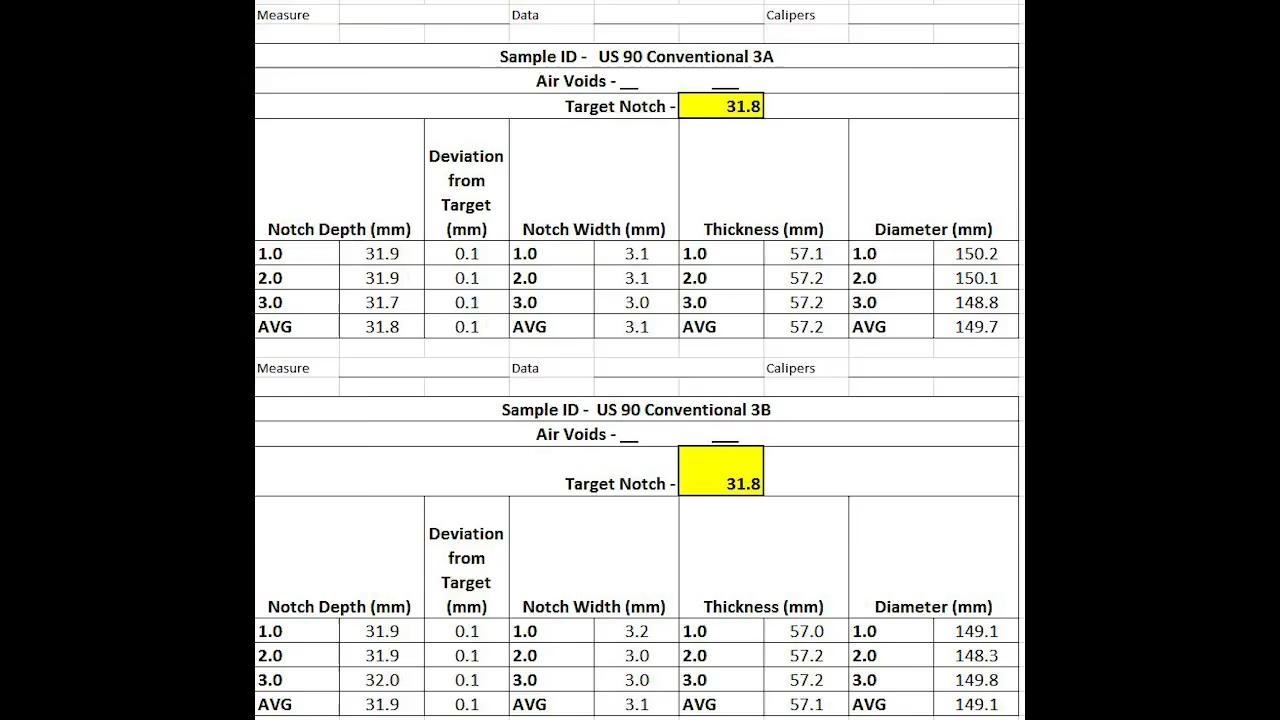 Measure Data Calipers
Sample ID - US 90 Conventional 3A
Air Voids - __ ___
Target Notch - 31.8
Deviation
from
Target
Notch Depth (mm) (mm) Notch Width (mm) Thickness (mm) Diameter (mm)
1.0 31.9 0.1 1.0 3.1 1.0 57.1 1.0 150.2
2.0 31.9 0.1 2.0 3.1 2.0 57.2 2.0 150.1
3.0 31.7 0.1 3.0 3.0 3.0 57.2 3.0 148.8
AVG 31.8 0.1 AVG 3.1 AVG 57.2 AVG 149.7
Measure Data Calipers
Sample ID - US 90 Conventional 3B
Air Voids - __ ___
Target Notch - 31.8
Deviation
from
Target
Notch Depth (mm) (mm) Notch Width (mm) Thickness (mm) Diameter (mm)
1.0 31.9 0.1 1.0 3.2 1.0 57.0 1.0 149.1
2.0 31.9 0.1 2.0 3.0 2.0 57.2 2.0 148.3
3.0 32.0 0.1 3.0 3.0 3.0 57.2 3.0 149.8
AVG 31.9 0.1 AVG 3.1 AVG 57.1 AVG 149.1